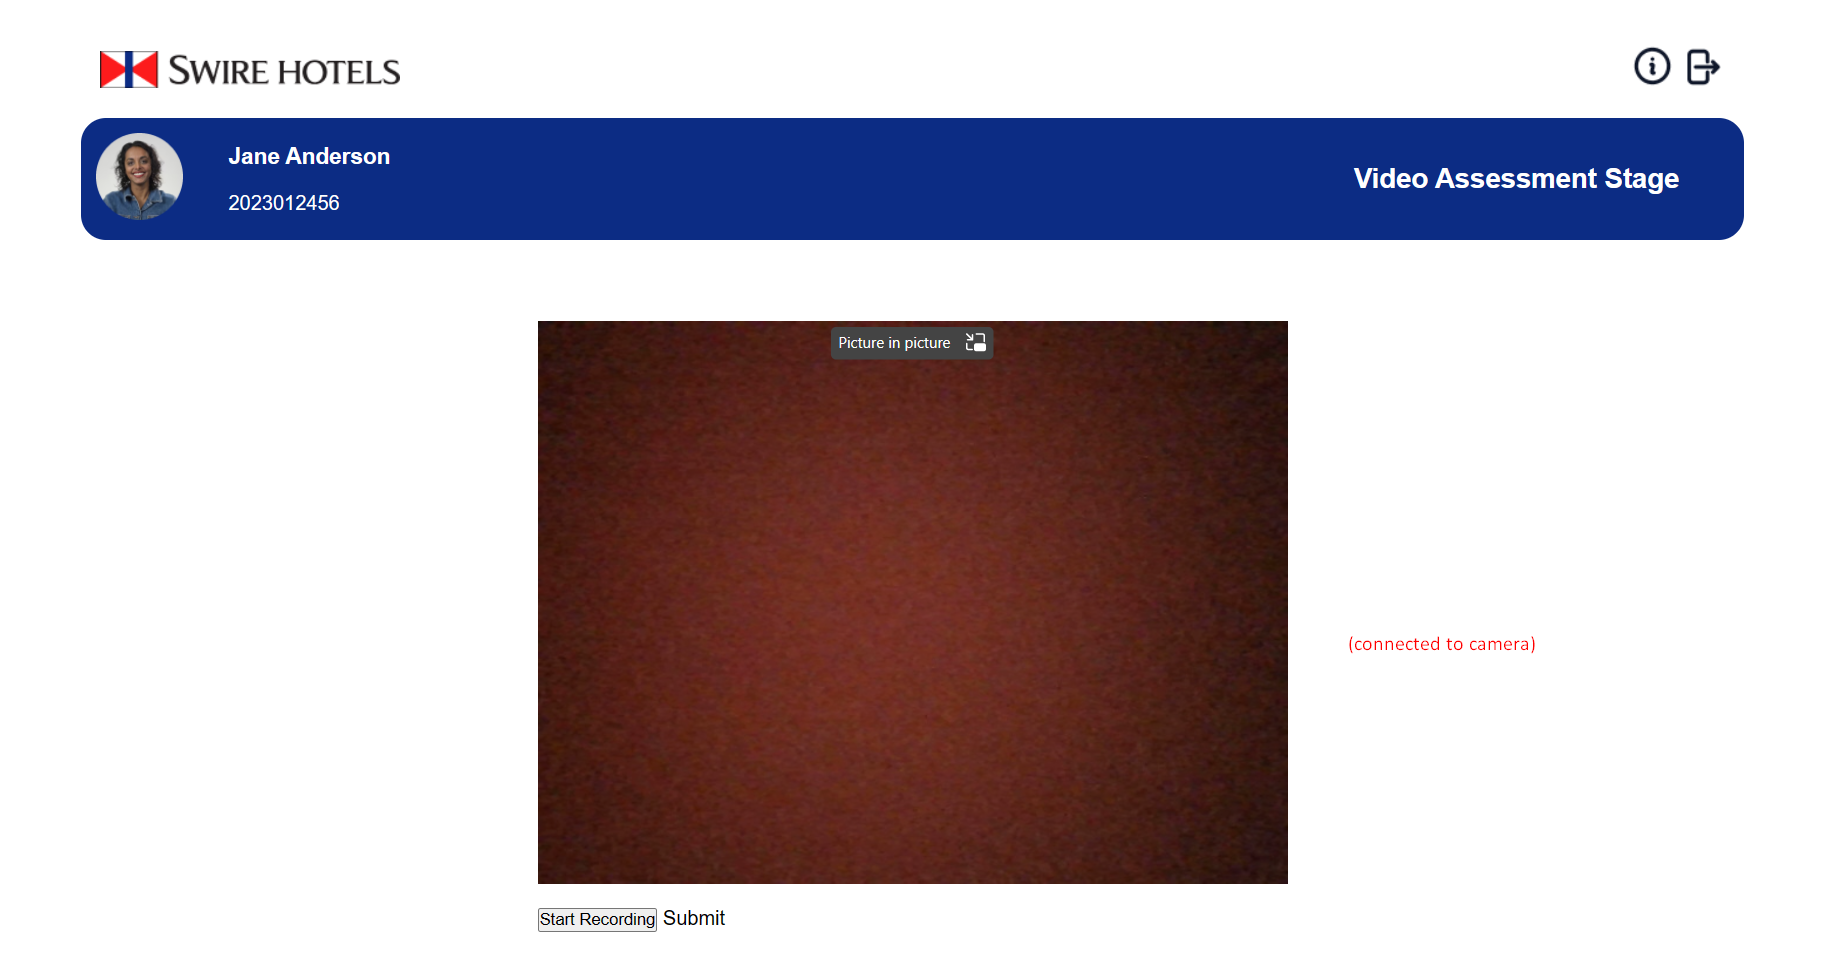 SWIRE HOTELS
Jane Anderson
2023012456
Video Assessment Stage
Picture in picture
(connected to camera)
Start Recording Submit